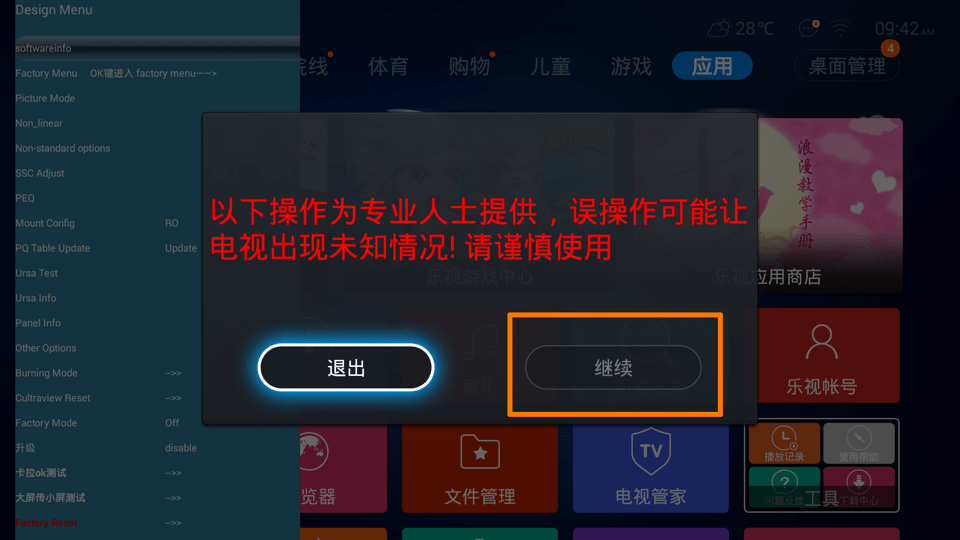 Design Menu
softwareinfo
Factory Menu OK键进入 factory menu-->
Picture Mode
Non_linear
Non-standard options
SSC Adjust
PEQ
Mount Config RO
PQ Table Update Update
Ursa Test
Ursa Info
Panel Info
Other Options
Burning Mode -->>
Cultraview Reset -->>
Factory Mode Off
升级 disable
卡拉ok测试 -->>
大屏传小屏测试 -->>
Factory Reset -->>
28℃
09:42 AM
院线
体育
购物
儿童
游戏
应用
桌面管理
4
以下操作为专业人士提供，误操作可能让
电视出现未知情况! 请谨慎使用
退出
继续
浪漫教学手册
乐视游戏中心
乐视应用商店
音乐
乐视帐号
览器
文件管理
TV
电视管家
播放记录
使用帮助
问题反馈
下载中心
工具